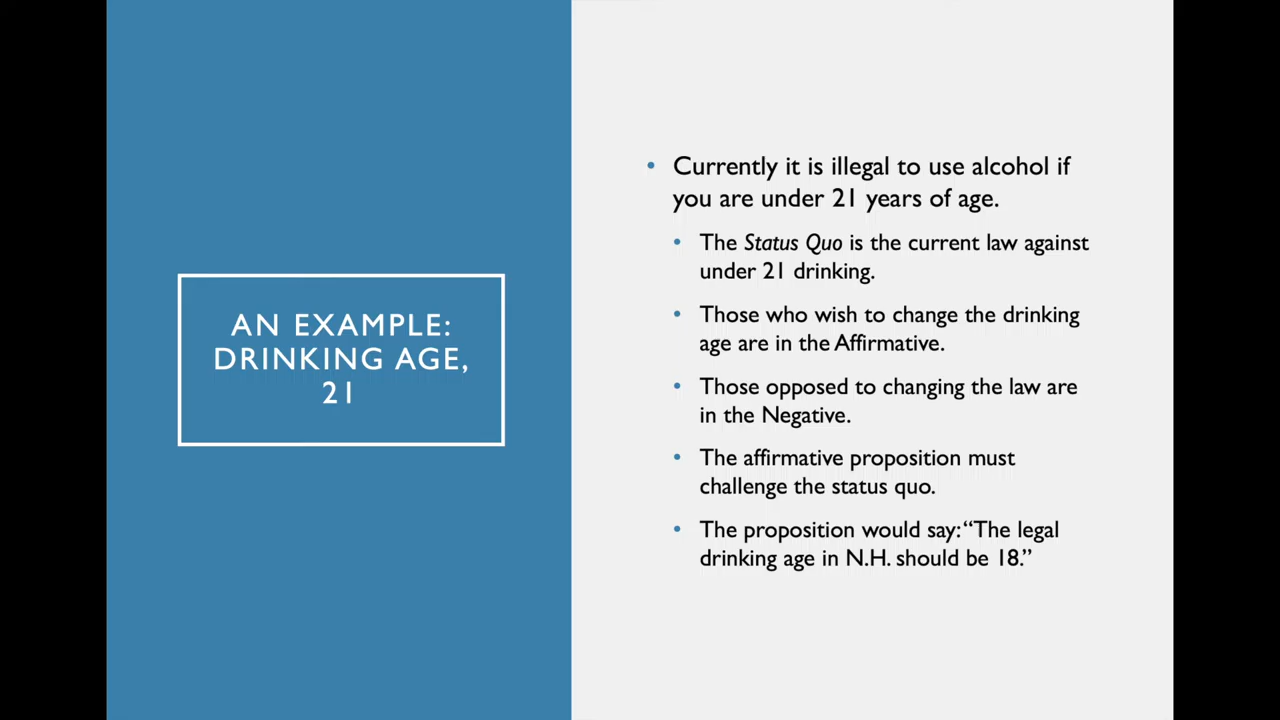 AN EXAMPLE:
DRINKING AGE,
21
• Currently it is illegal to use alcohol if
you are under 21 years of age.
• The Status Quo is the current law against
under 21 drinking.
• Those who wish to change the drinking
age are in the Affirmative.
• Those opposed to changing the law are
in the Negative.
• The affirmative proposition must
challenge the status quo.
• The proposition would say: “The legal
drinking age in N.H. should be 18.”